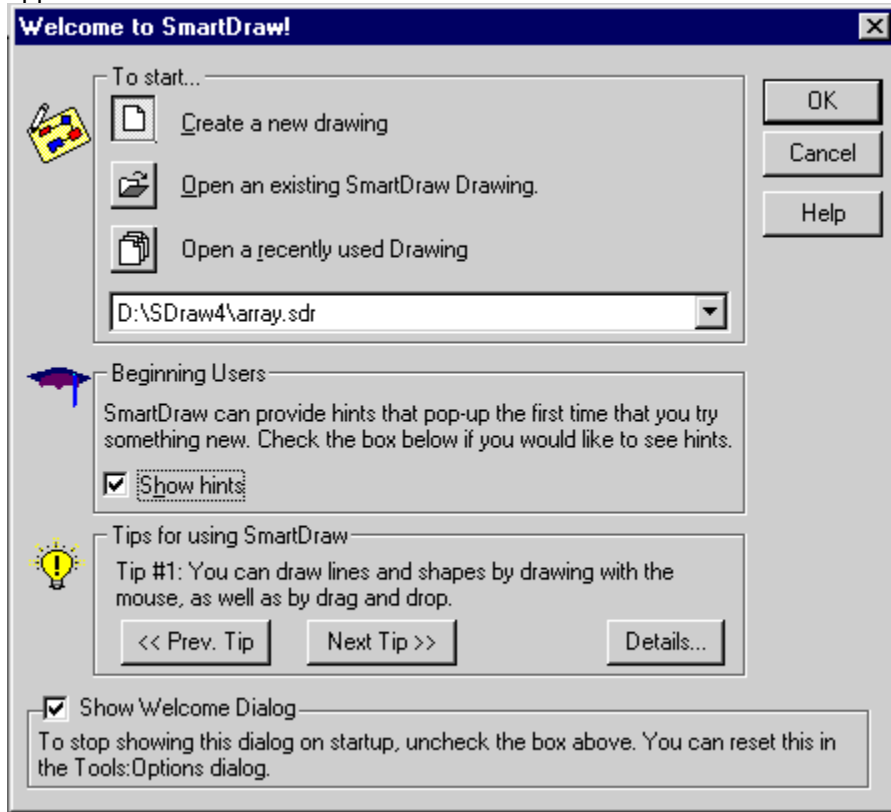 Welcome to SmartDraw!
To start...
OK
Create a new drawing
Cancel
Open an existing SmartDraw Drawing.
Help
Open a recently used Drawing
D:\SDraw4\array.sdr
Beginning Users
SmartDraw can provide hints that pop-up the first time that you try
something new. Check the box below if you would like to see hints.
Show hints
Tips for using SmartDraw
Tip #1: You can draw lines and shapes by drawing with the
mouse, as well as by drag and drop.
<< Prev. Tip
Next Tip >>
Details...
Show Welcome Dialog
To stop showing this dialog on startup, uncheck the box above. You can reset this in
the Tools:Options dialog.